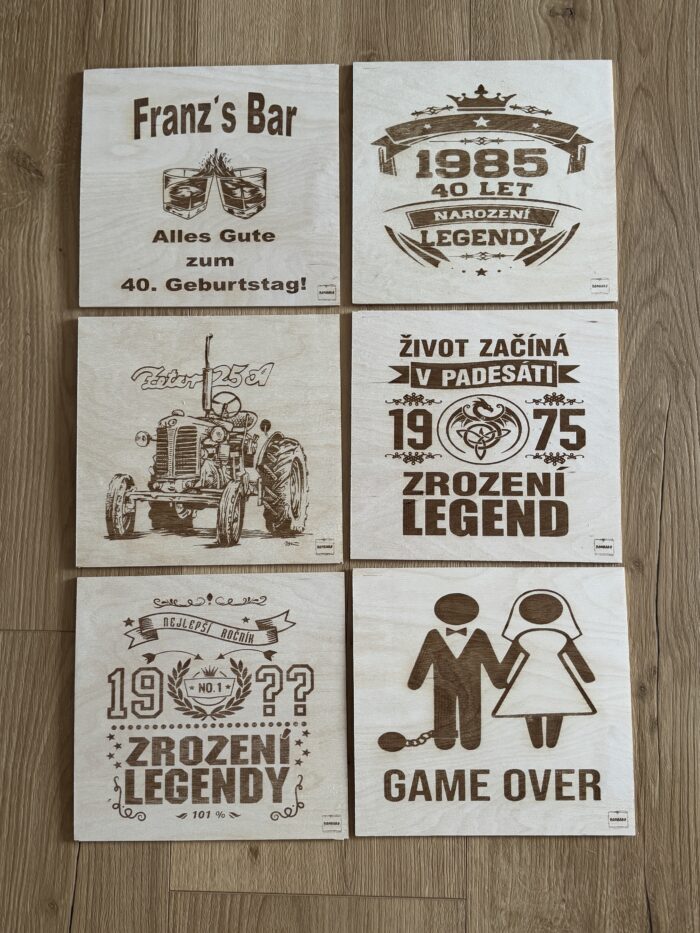 Franz´s Bar
Alles Gute
zum
40. Geburtstag!
1985
40 LET
NAROZENÍ
LEGENDY
Zetor 25 A
ŽIVOT ZAČÍNÁ
V PADESÁTI
19 75
ZROZENÍ
LEGEND
NEJLEPŠÍ ROČNÍK
19 ??
NO.1
ZROZENÍ
LEGENDY
101 %
GAME OVER